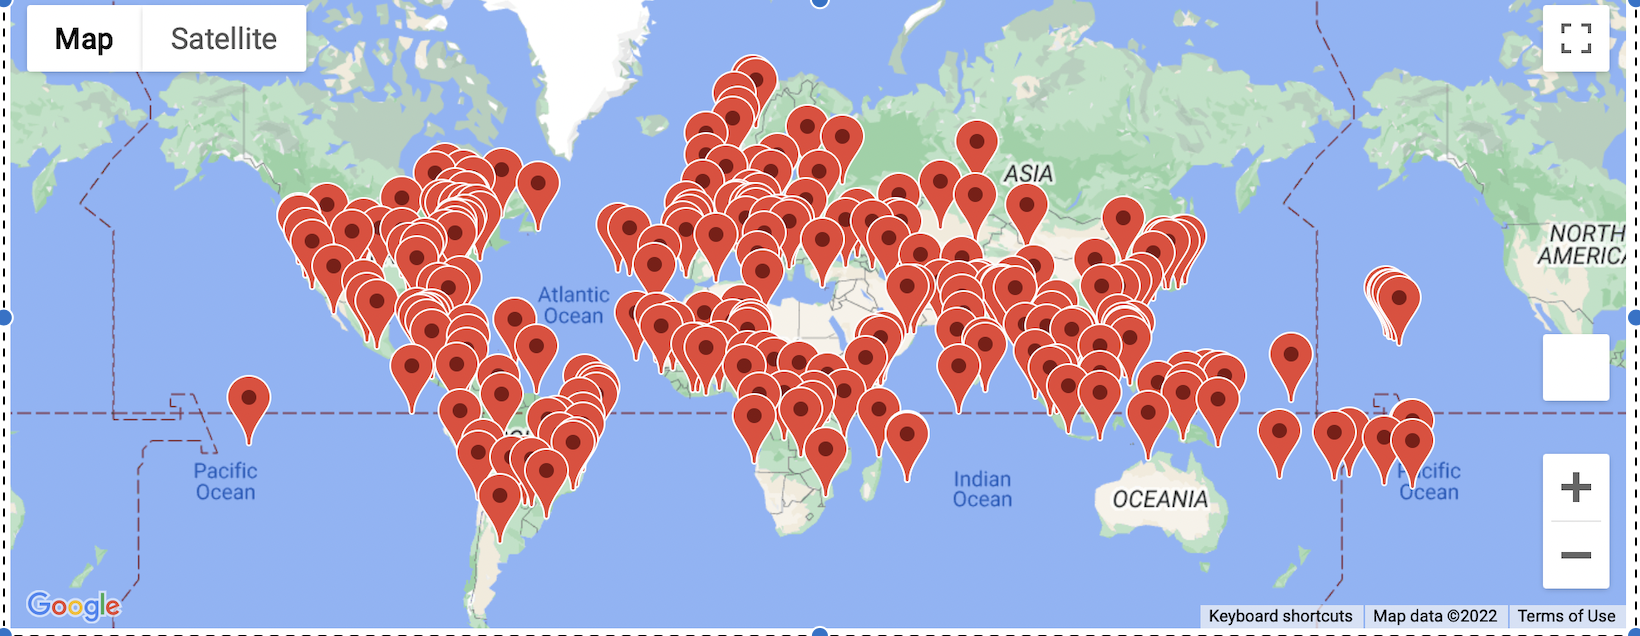 Map
Satellite
ASIA
NORTH
AMERICA
Atlantic
Ocean
Pacific
Ocean
Indian
Ocean
OCEANIA
Pacific
Ocean
Google
Keyboard shortcuts
Map data ©2022
Terms of Use